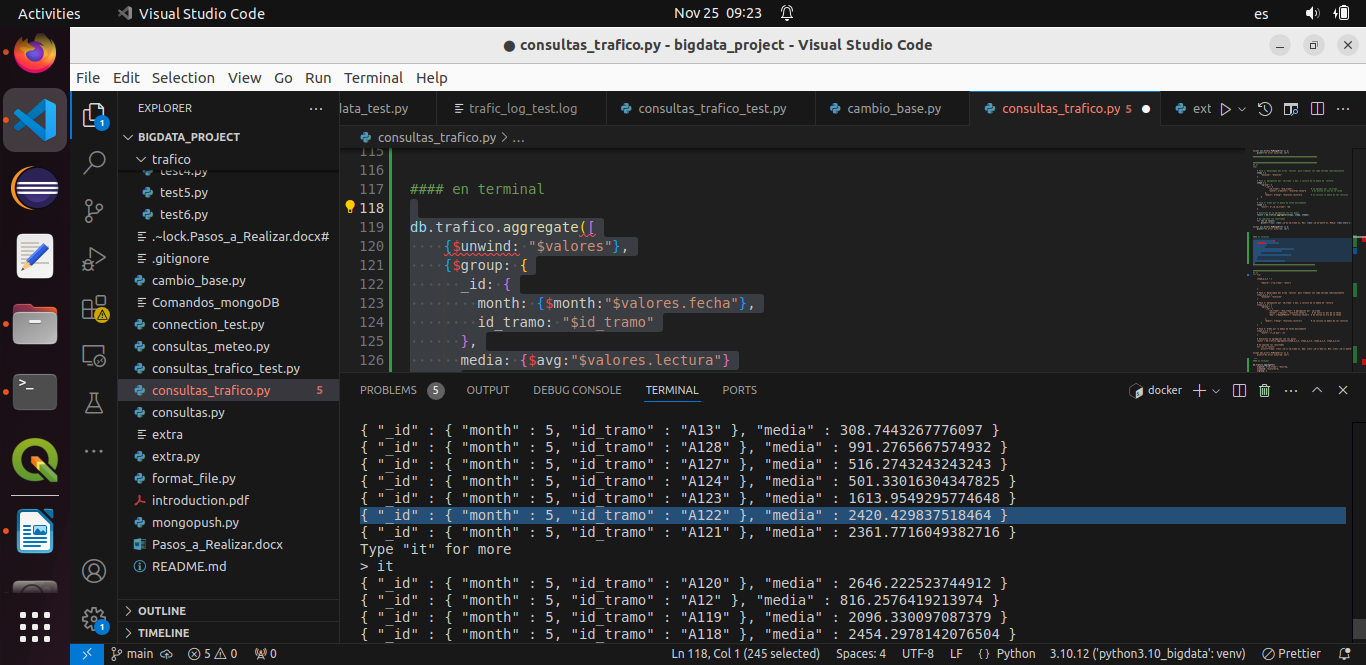 Activities
Visual Studio Code
Nov 25 09:23
es
● consultas_trafico.py - bigdata_project - Visual Studio Code
File Edit Selection View Go Run Terminal Help
EXPLORER
data_test.py
trafic_log_test.log
consultas_trafico_test.py
cambio_base.py
consultas_trafico.py 5
ext
BIGDATA_PROJECT
trafico
test4.py
test5.py
test6.py
.~lock.Pasos_a_Realizar.docx#
.gitignore
cambio_base.py
Comandos_mongoDB
connection_test.py
consultas_meteo.py
consultas_trafico_test.py
consultas_trafico.py 5
consultas.py
extra
extra.py
format_file.py
introduction.pdf
mongopush.py
Pasos_a_Realizar.docx
README.md
OUTLINE
TIMELINE
1
1
consultas_trafico.py > ...
115
116
117 #### en terminal
118
119 db.trafico.aggregate([
120 {$unwind: "$valores"},
121 {$group: {
122 _id: {
123 month: {$month:"$valores.fecha"},
124 id_tramo: "$id_tramo"
125 },
126 media: {$avg:"$valores.lectura"}
PROBLEMS 5 OUTPUT DEBUG CONSOLE TERMINAL PORTS
docker
{ "_id" : { "month" : 5, "id_tramo" : "A13" }, "media" : 308.7443267776097 }
{ "_id" : { "month" : 5, "id_tramo" : "A128" }, "media" : 991.2765667574932 }
{ "_id" : { "month" : 5, "id_tramo" : "A127" }, "media" : 516.2743243243243 }
{ "_id" : { "month" : 5, "id_tramo" : "A124" }, "media" : 501.33016304347825 }
{ "_id" : { "month" : 5, "id_tramo" : "A123" }, "media" : 1613.9549295774648 }
{ "_id" : { "month" : 5, "id_tramo" : "A122" }, "media" : 2420.429837518464 }
{ "_id" : { "month" : 5, "id_tramo" : "A121" }, "media" : 2361.7716049382716 }
Type "it" for more
> it
{ "_id" : { "month" : 5, "id_tramo" : "A120" }, "media" : 2646.222523744912 }
{ "_id" : { "month" : 5, "id_tramo" : "A12" }, "media" : 816.2576419213974 }
{ "_id" : { "month" : 5, "id_tramo" : "A119" }, "media" : 2096.330097087379 }
{ "_id" : { "month" : 5, "id_tramo" : "A118" }, "media" : 2454.2978142076504 }
main 5 0 0 Ln 118, Col 1 (245 selected) Spaces: 4 UTF-8 LF {} Python 3.10.12 ('python3.10_bigdata': venv) Prettier